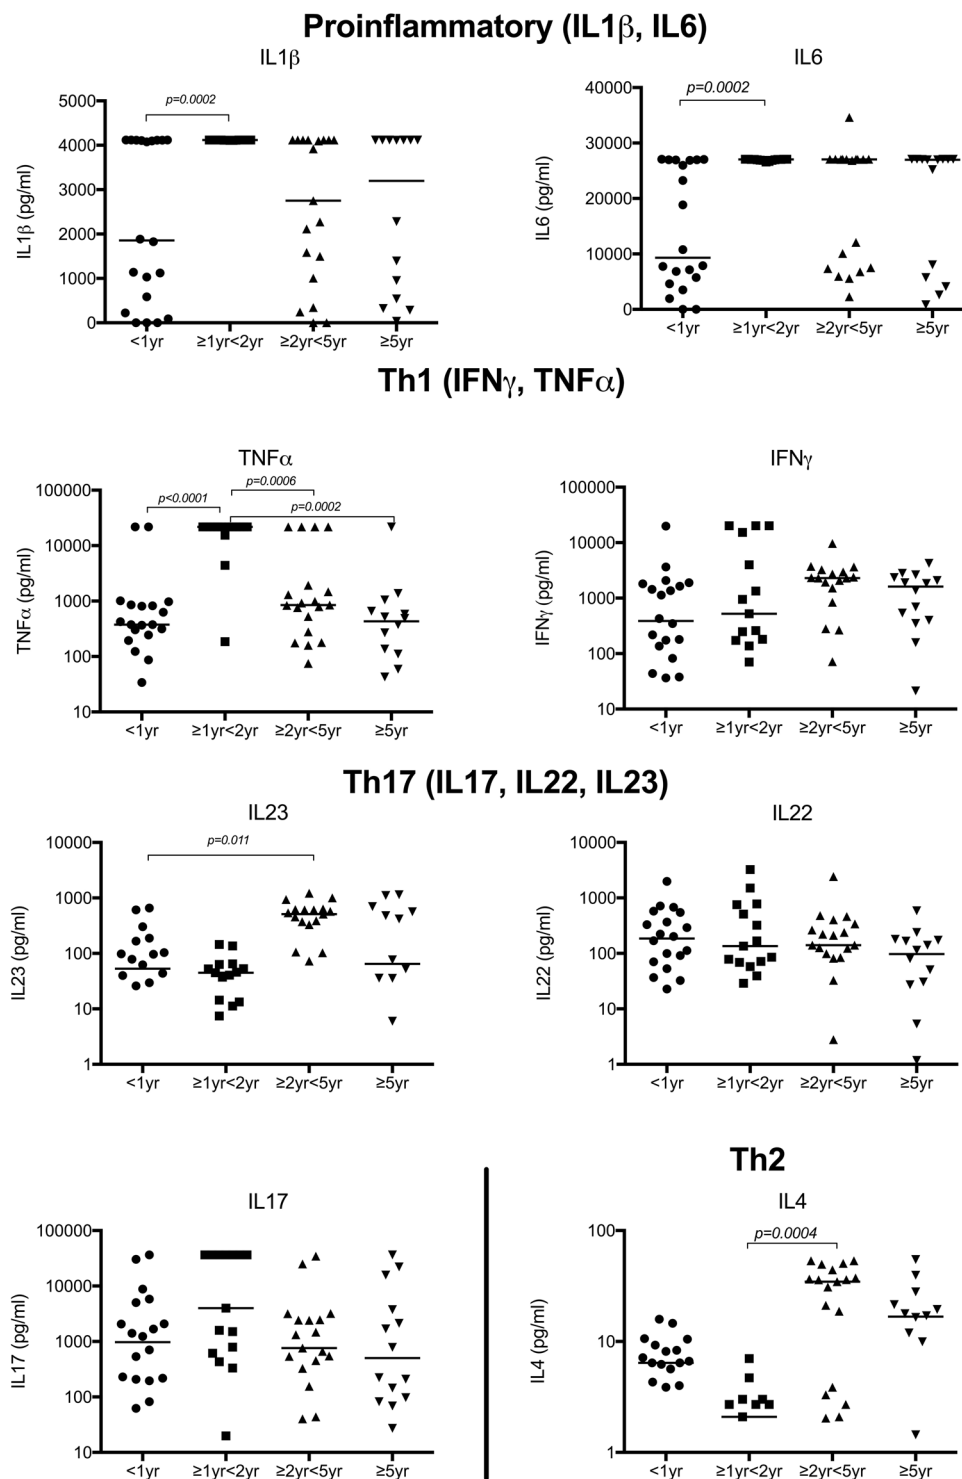 Proinflammatory (IL1β, IL6)
IL1β
IL6
5000
4000
3000
2000
1000
0
IL1β (pg/ml)
p=0.0002
<1yr
≥1yr<2yr
≥2yr<5yr
≥5yr
40000
30000
20000
10000
0
IL6 (pg/ml)
p=0.0002
<1yr
≥1yr<2yr
≥2yr<5yr
≥5yr
Th1 (IFNγ, TNFα)
TNFα
IFNγ
100000
10000
1000
100
10
TNFα (pg/ml)
p<0.0001
p=0.0006
p=0.0002
<1yr
≥1yr<2yr
≥2yr<5yr
≥5yr
100000
10000
1000
100
10
IFNγ (pg/ml)
<1yr
≥1yr<2yr
≥2yr<5yr
≥5yr
Th17 (IL17, IL22, IL23)
IL23
IL22
10000
1000
100
10
1
IL23 (pg/ml)
p=0.011
<1yr
≥1yr<2yr
≥2yr<5yr
≥5yr
10000
1000
100
10
1
IL22 (pg/ml)
<1yr
≥1yr<2yr
≥2yr<5yr
≥5yr
IL17
100000
10000
1000
100
10
IL17 (pg/ml)
<1yr
≥1yr<2yr
≥2yr<5yr
≥5yr
Th2
IL4
100
10
1
IL4 (pg/ml)
p=0.0004
<1yr
≥1yr<2yr
≥2yr<5yr
≥5yr